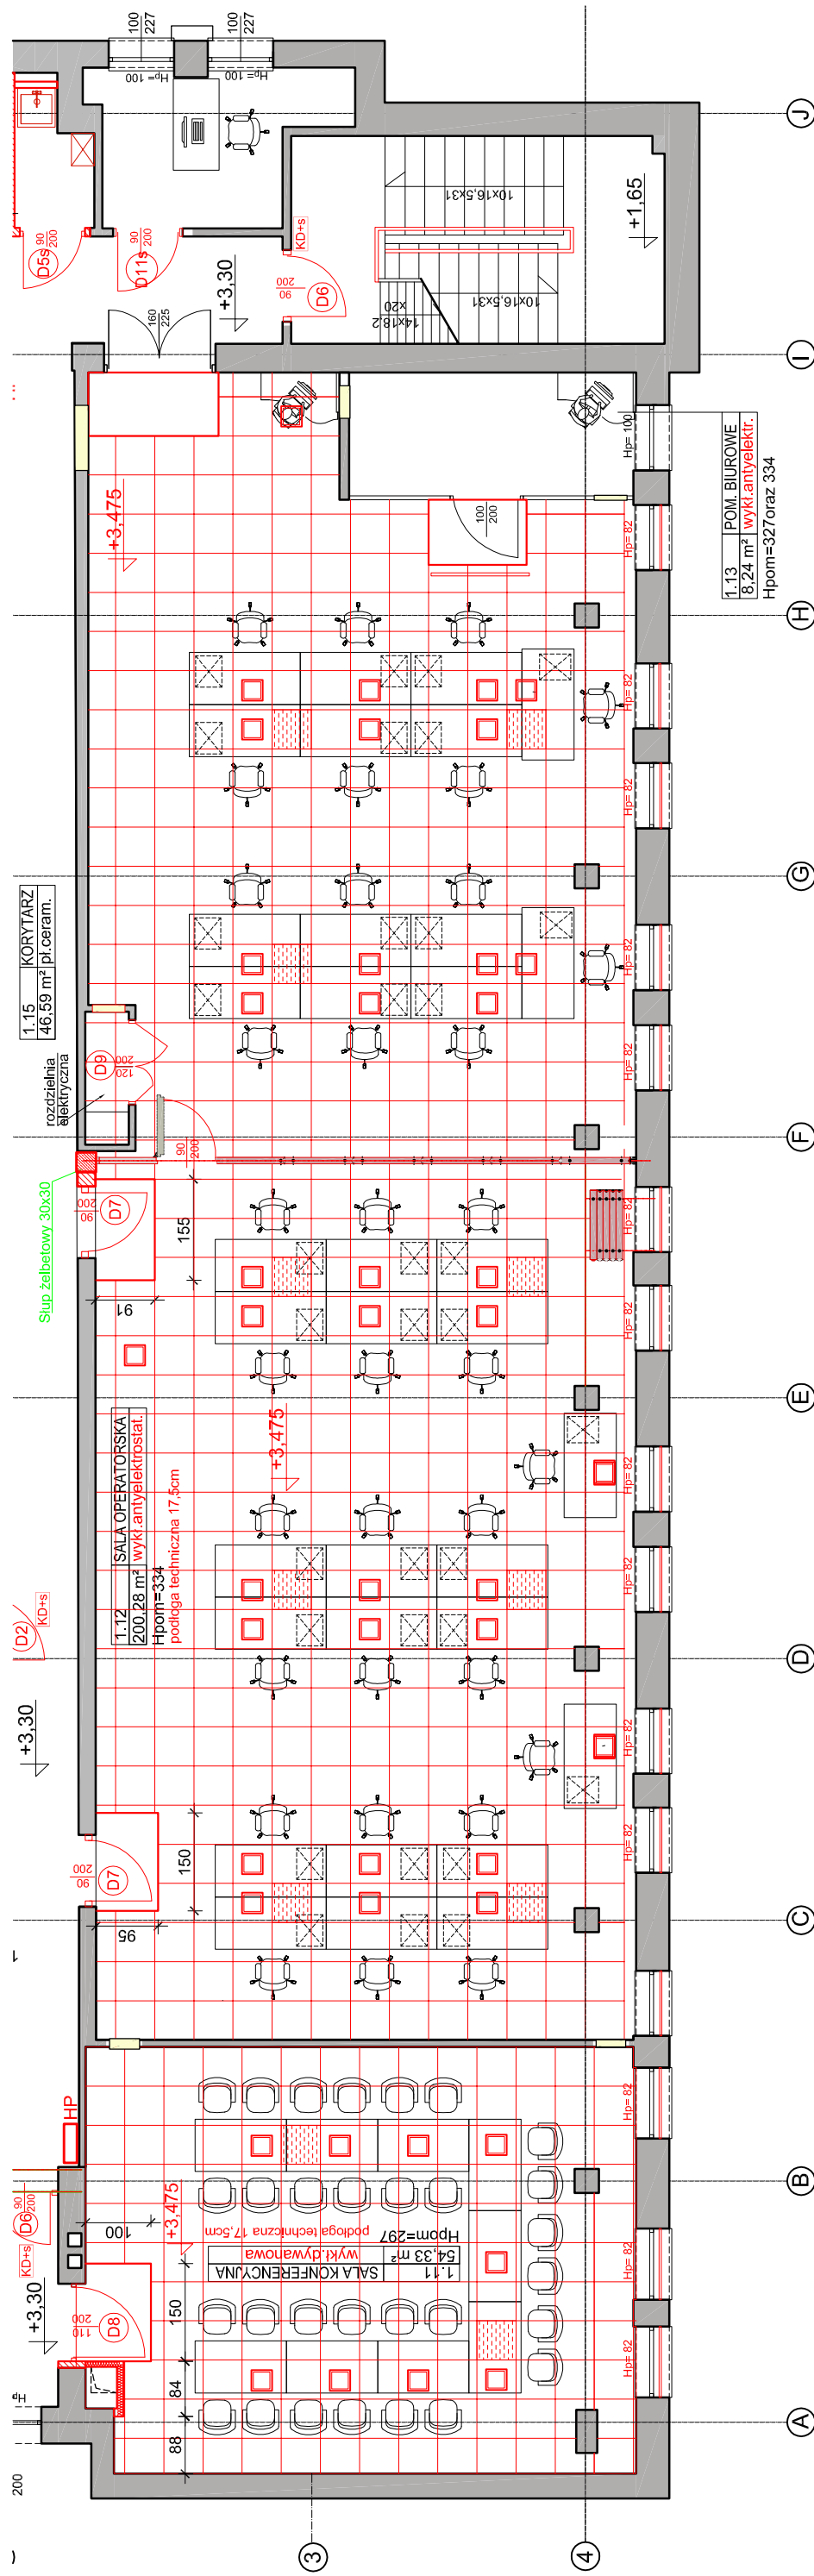 100
227
100
227
Hp= 100
Hp= 100
J
D5s
90
200
D11s
90
200
KD+s
10x16,5x31
+1,65
+3,30
90
200
D6
10x16,5x31
14x18,2
x20
160
225
I
+3,475
Hp= 100
1.13 POM. BIUROWE
8,24 m² wykł.antyelektr.
Hpom=327oraz 334
100
200
Hp= 82
H
Hp= 82
Hp= 82
G
1.15 KORYTARZ
46,59 m² pł.ceram.
Hp= 82
rozdzielnia
elektryczna
D9
200
120
Hp= 82
F
90
200
Słup żelbetowy 30x30
90
200
D7
155
Hp= 82
91
Hp= 82
E
1.12 SALA OPERATORSKA
200,28 m² wykł.antyelektrostat.
Hpom=334
podłoga techniczna 17,5cm
+3,475
Hp= 82
D2
KD+s
Hp= 82
D
+3,30
Hp= 82
90
200
D7
150
Hp= 82
95
C
1
HP
Hp= 82
B
D6
90
200
KD+s
100
+3,475
1.11 SALA KONFERENCYJNA
54,33 m² wykł.dywanowa
Hpom=297
podłoga techniczna 17,5cm
+3,30
110
200
D8
150
Hp= 82
84
Hp= 82
Hp
88
A
200
3
4